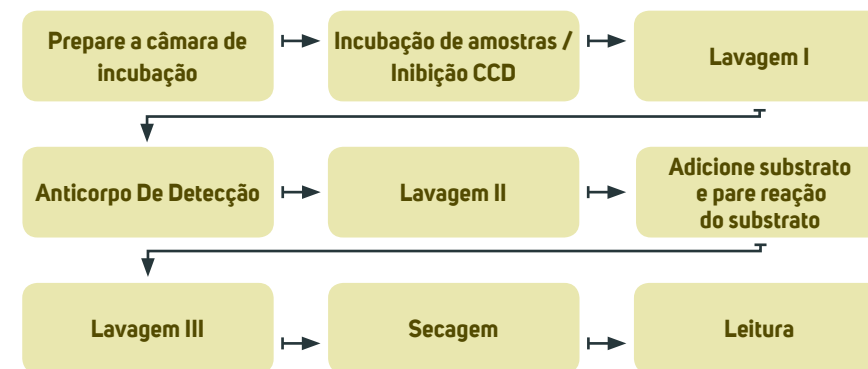 Prepare a câmara de
incubação
Incubação de amostras /
Inibição CCD
Lavagem I
Anticorpo De Detecção
Lavagem II
Adicione substrato
e pare reação
do substrato
Lavagem III
Secagem
Leitura